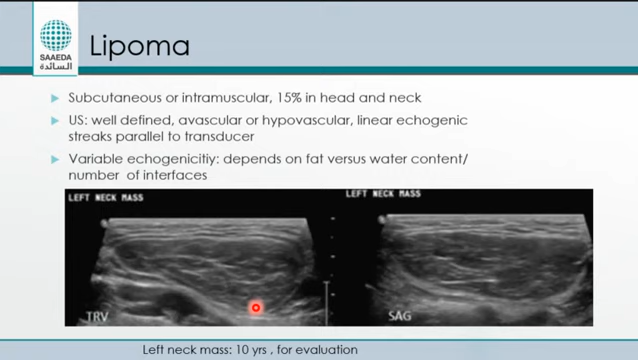 SAAEDA
السائدة
Lipoma
Subcutaneous or intramuscular, 15% in head and neck
US: well defined, avascular or hypovascular, linear echogenic
streaks parallel to transducer
Variable echogenicitiy: depends on fat versus water content/
number of interfaces
LEFT NECK MASS
LEFT NECK MASS
TRV
SAG
Left neck mass: 10 yrs , for evaluation